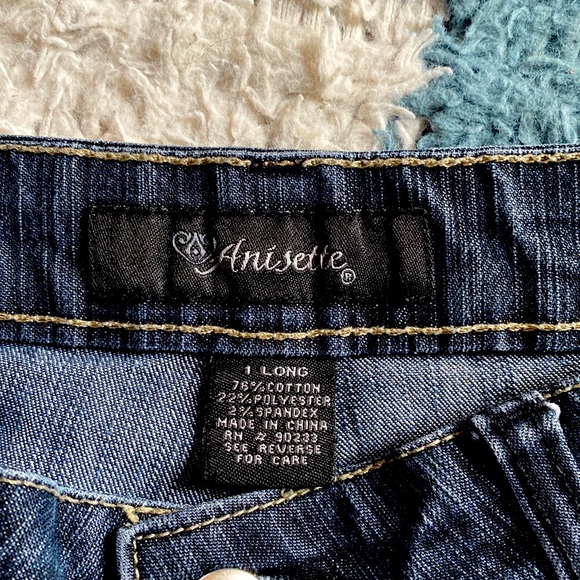 Anisette®
1 LONG
76%COTTON
22%POLYESTER
2%SPANDEX
MADE IN CHINA
RN # 90233
SEE REVERSE
FOR CARE